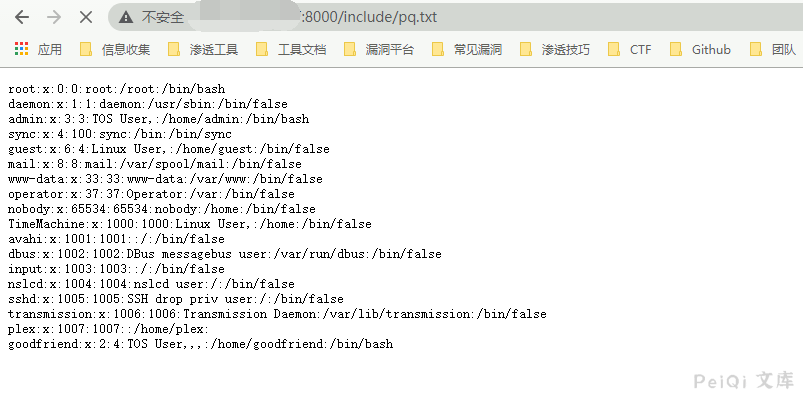 不安全 :8000/include/pq.txt
应用 信息收集 渗透工具 工具文档 漏洞平台 常见漏洞 渗透技巧 CTF Github 团队
root:x:0:0:root:/root:/bin/bash
daemon:x:1:1:daemon:/usr/sbin:/bin/false
admin:x:3:3:TOS User,:/home/admin:/bin/bash
sync:x:4:100:sync:/bin:/bin/sync
guest:x:6:4:Linux User,:/home/guest:/bin/false
mail:x:8:8:mail:/var/spool/mail:/bin/false
www-data:x:33:33:www-data:/var/www:/bin/false
operator:x:37:37:Operator:/var:/bin/false
nobody:x:65534:65534:nobody:/home:/bin/false
TimeMachine:x:1000:1000:Linux User,:/home:/bin/false
avahi:x:1001:1001::/:/bin/false
dbus:x:1002:1002:DBus messagebus user:/var/run/dbus:/bin/false
input:x:1003:1003::/:/bin/false
nslcd:x:1004:1004:nslcd user:/:/bin/false
sshd:x:1005:1005:SSH drop priv user:/:/bin/false
transmission:x:1006:1006:Transmission Daemon:/var/lib/transmission:/bin/false
plex:x:1007:1007::/home/plex:
goodfriend:x:2:4:TOS User,,,:/home/goodfriend:/bin/bash
PeiQi 文库